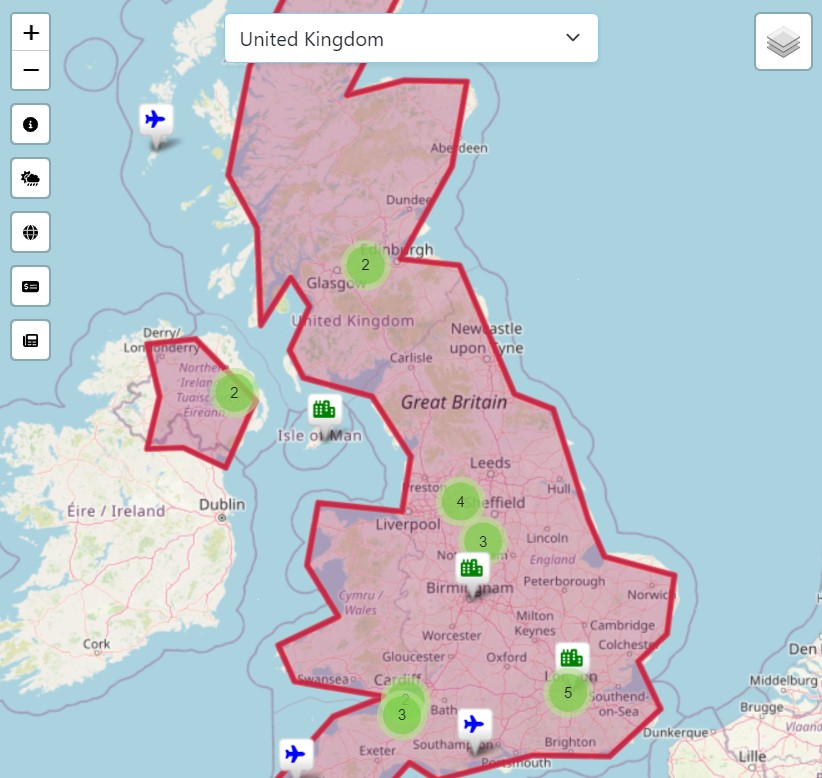 +
United Kingdom
−
Aberdeen
Dundee
Edinburgh
2
Glasgow
United Kingdom
Newcastle
upon Tyne
Derry/
Londonderry
Carlisle
Northern
Ireland
Tuaisceart
Éireann
2
Great Britain
Isle of Man
Leeds
Preston
4
Sheffield
Hull
Dublin
Éire / Ireland
Liverpool
3
Lincoln
Nottingham
England
Birmingham
Peterborough
Norwich
Cymru /
Wales
Milton
Keynes
Cambridge
Worcester
Colchester
Cork
Gloucester
Oxford
Den
Swansea
Cardiff
London
Middelburg
2
5
Southend-
on-Sea
3
Bath
Brugge
Vlaand
Dunkerque
Exeter
Southampton
Brighton
Portsmouth
Lille